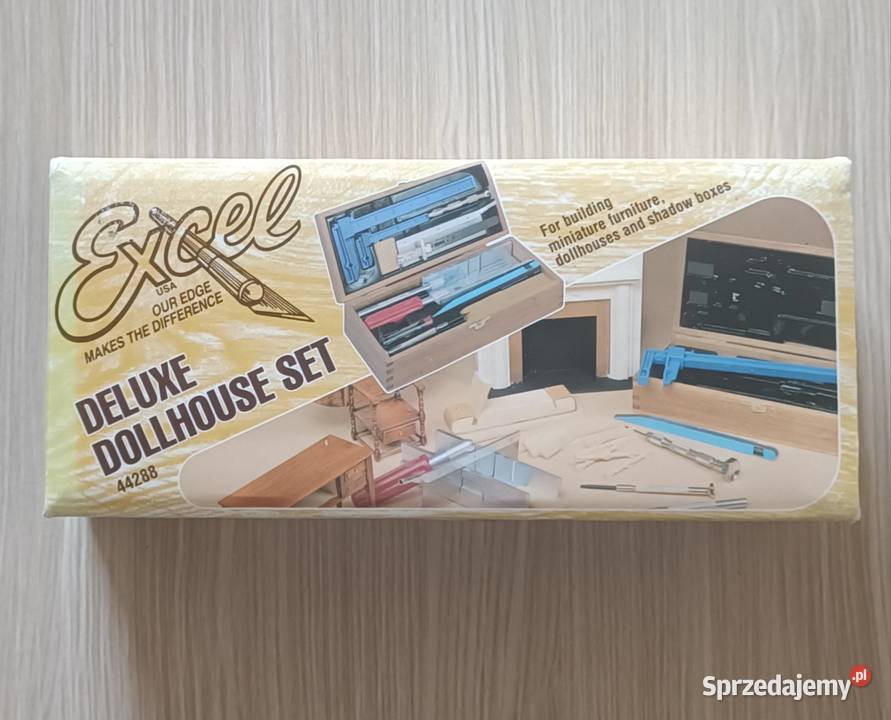 Excel
USA
OUR EDGE
MAKES THE DIFFERENCE
DELUXE
DOLLHOUSE SET
44288
For building
miniature furniture,
dollhouses and shadow boxes
Sprzedajemy.pl